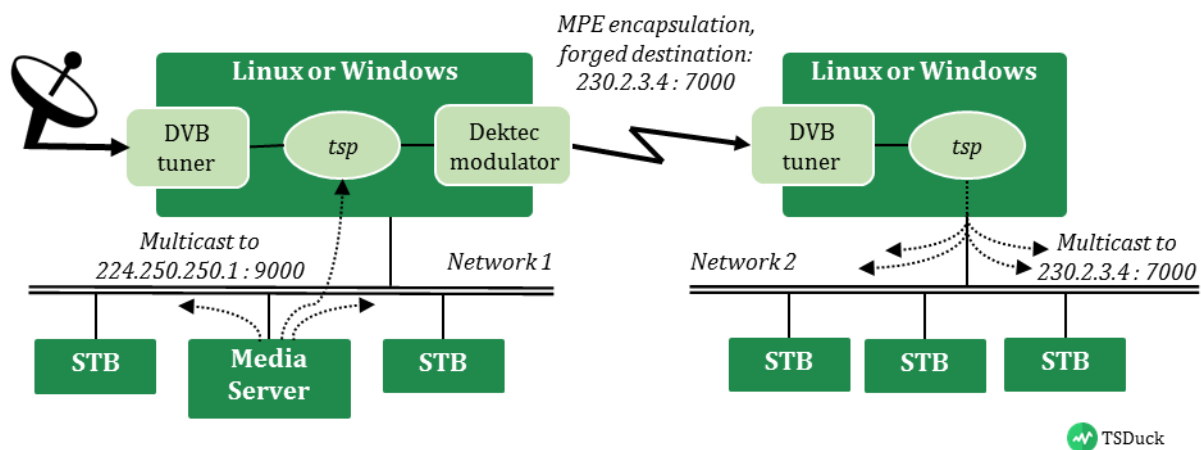 MPE encapsulation,
forged destination:
230.2.3.4 : 7000
Linux or Windows
DVB
tuner
tsp
Dektec
modulator
Linux or Windows
DVB
tuner
tsp
Multicast to
224.250.250.1 : 9000
Network 1
Network 2
Multicast to
230.2.3.4 : 7000
STB
Media
Server
STB
STB
STB
STB
TSDuck